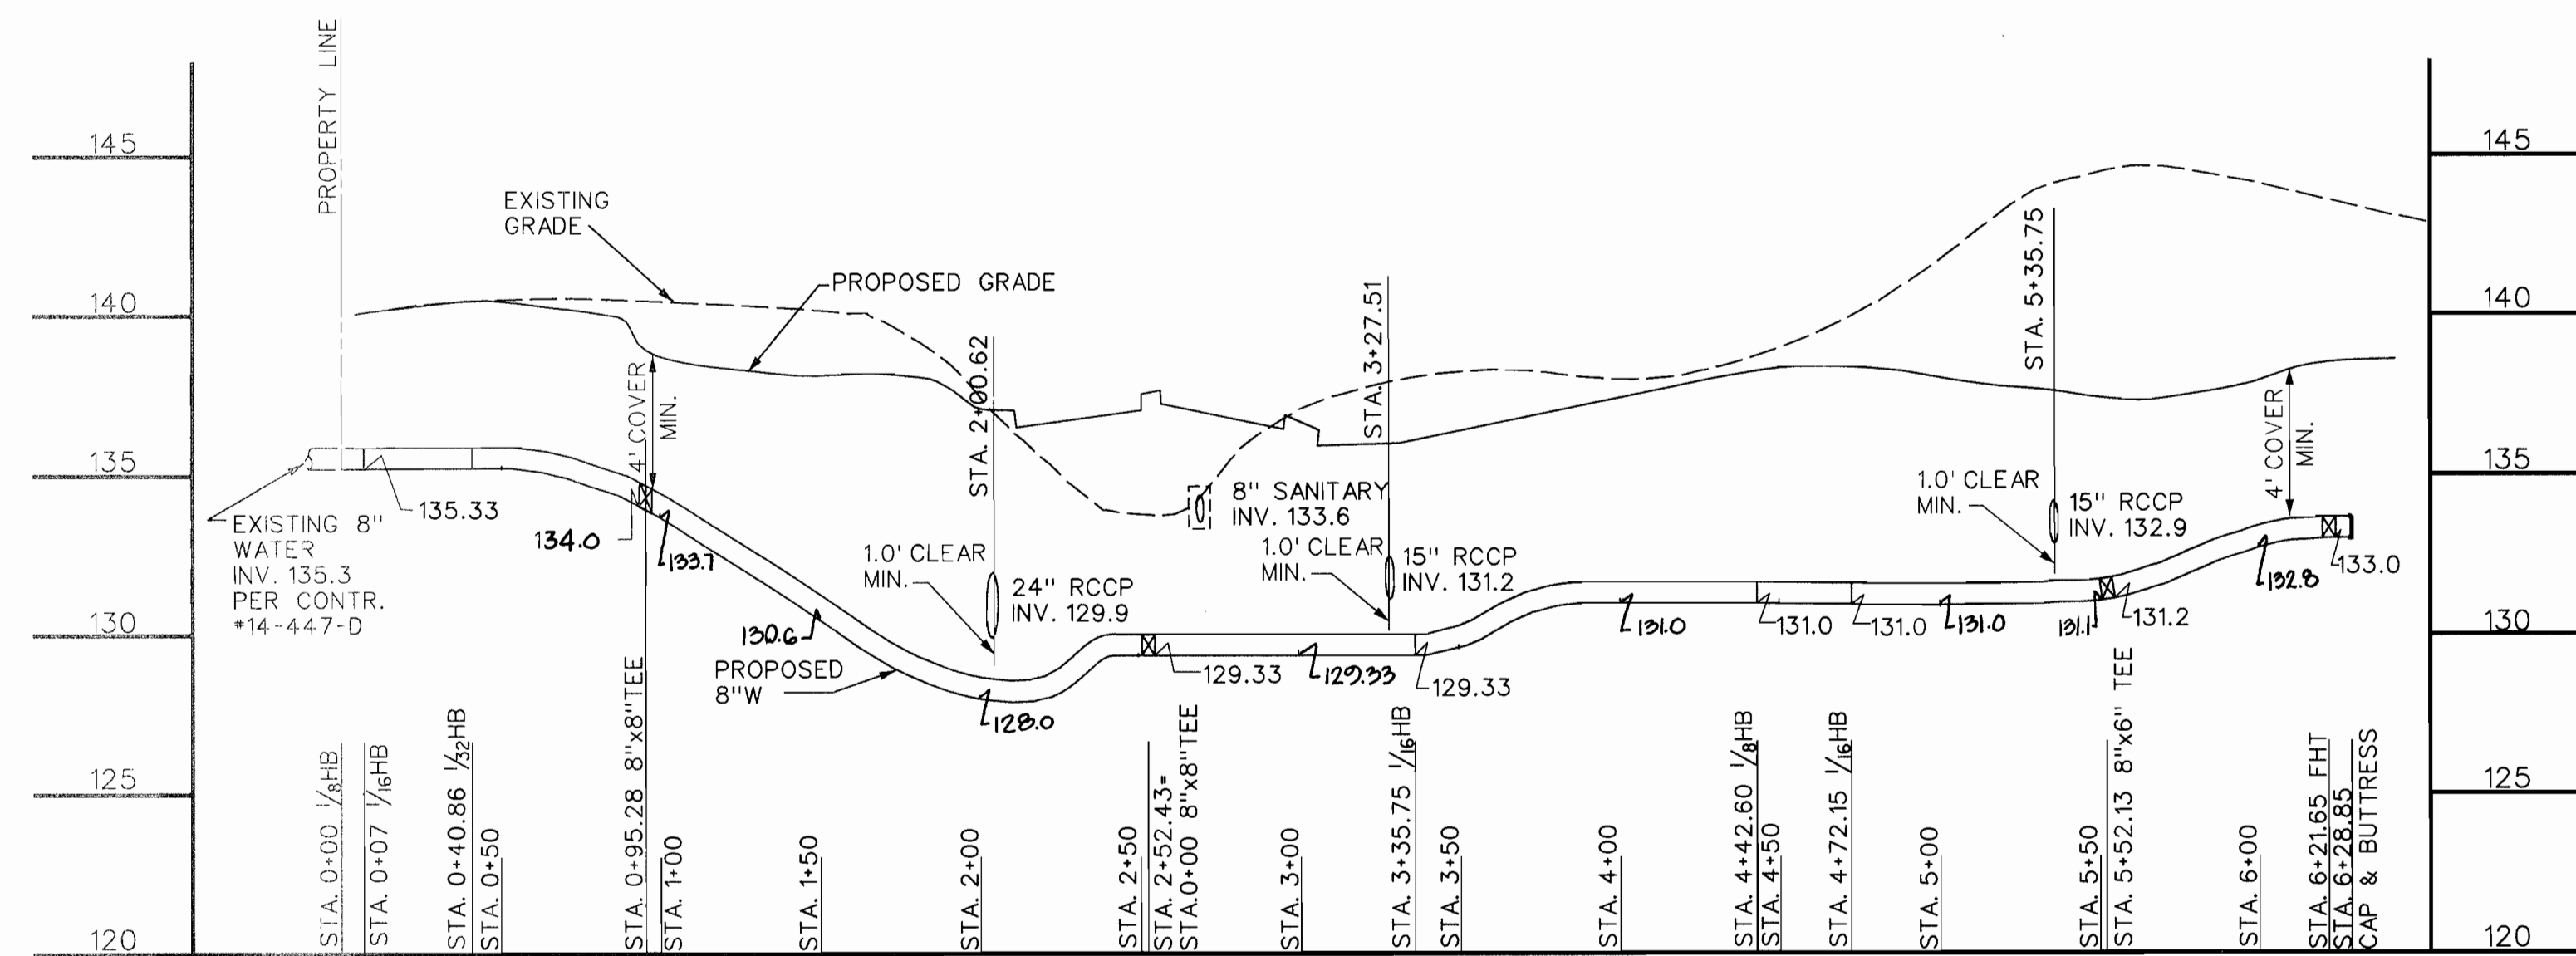 PROPERTY LINE
145
140
135
130
125
120
145
140
135
130
125
120
EXISTING
GRADE
PROPOSED GRADE
4' COVER
MIN.
STA. 2+00.62
STA. 3+27.51
STA. 5+35.75
4' COVER
MIN.
EXISTING 8"
WATER
INV. 135.3
PER CONTR.
#14-447-D
135.33
134.0
133.7
130.6
PROPOSED
8"W
1.0' CLEAR
MIN.
24" RCCP
INV. 129.9
128.0
8" SANITARY
INV. 133.6
1.0' CLEAR
MIN.
15" RCCP
INV. 131.2
129.33
129.33
129.33
131.0
131.0
131.0
131.0
1.0' CLEAR
MIN.
15" RCCP
INV. 132.9
131.1
131.2
132.8
133.0
STA. 0+00 1/8HB
STA. 0+07 1/16HB
STA. 0+40.86 1/32HB
STA. 0+50
STA. 0+95.28 8"x8"TEE
STA. 1+00
STA. 1+50
STA. 2+00
STA. 2+50
STA. 2+52.43=
STA.0+00 8"x8"TEE
STA. 3+00
STA. 3+35.75 1/16HB
STA. 3+50
STA. 4+00
STA. 4+42.60 1/8HB
STA. 4+50
STA. 4+72.15 1/16HB
STA. 5+00
STA. 5+50
STA. 5+52.13 8"x6" TEE
STA. 6+00
STA. 6+21.65 FHT
STA. 6+28.85
CAP & BUTTRESS